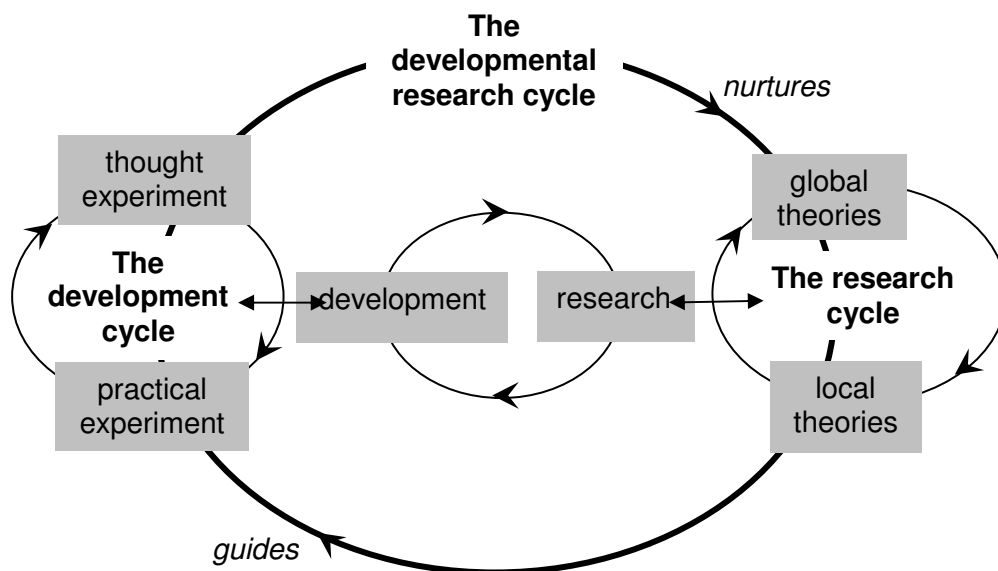 The
developmental
research cycle
nurtures
thought
experiment
global
theories
The
development
cycle
development
research
The research
cycle
practical
experiment
local
theories
guides